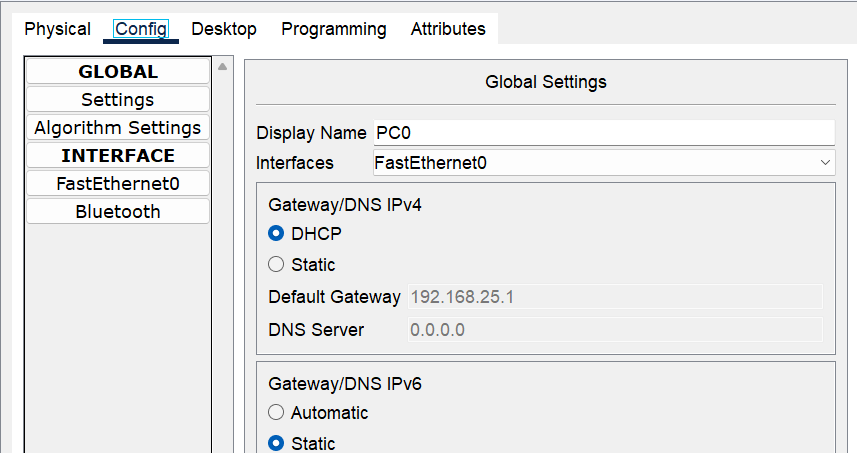 Physical Config Desktop Programming Attributes
GLOBAL
Settings
Algorithm Settings
INTERFACE
FastEthernet0
Bluetooth
Global Settings
Display Name PC0
Interfaces FastEthernet0
Gateway/DNS IPv4
DHCP
Static
Default Gateway 192.168.25.1
DNS Server 0.0.0.0
Gateway/DNS IPv6
Automatic
Static